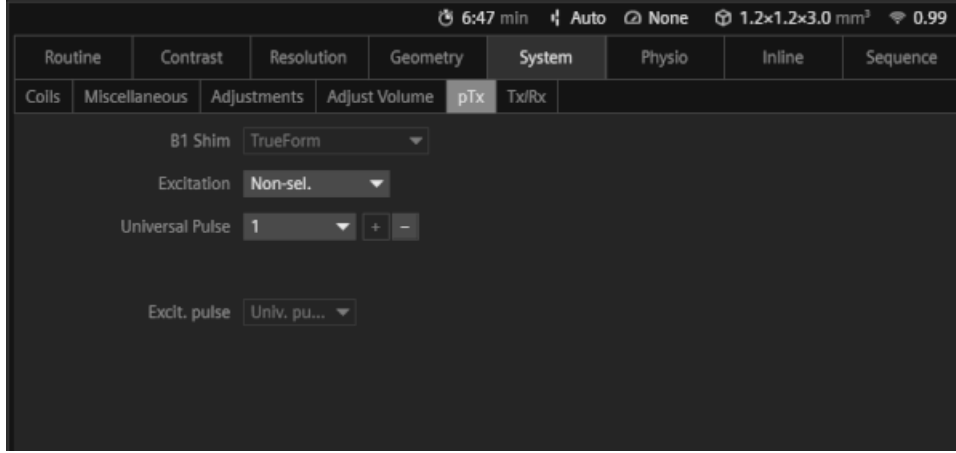 6:47 min Auto None 1.2×1.2×3.0 mm³ 0.99
Routine Contrast Resolution Geometry System Physio Inline Sequence
Coils Miscellaneous Adjustments Adjust Volume pTx Tx/Rx
B1 Shim TrueForm
Excitation Non-sel.
Universal Pulse 1 + −
Excit. pulse Univ. pu...